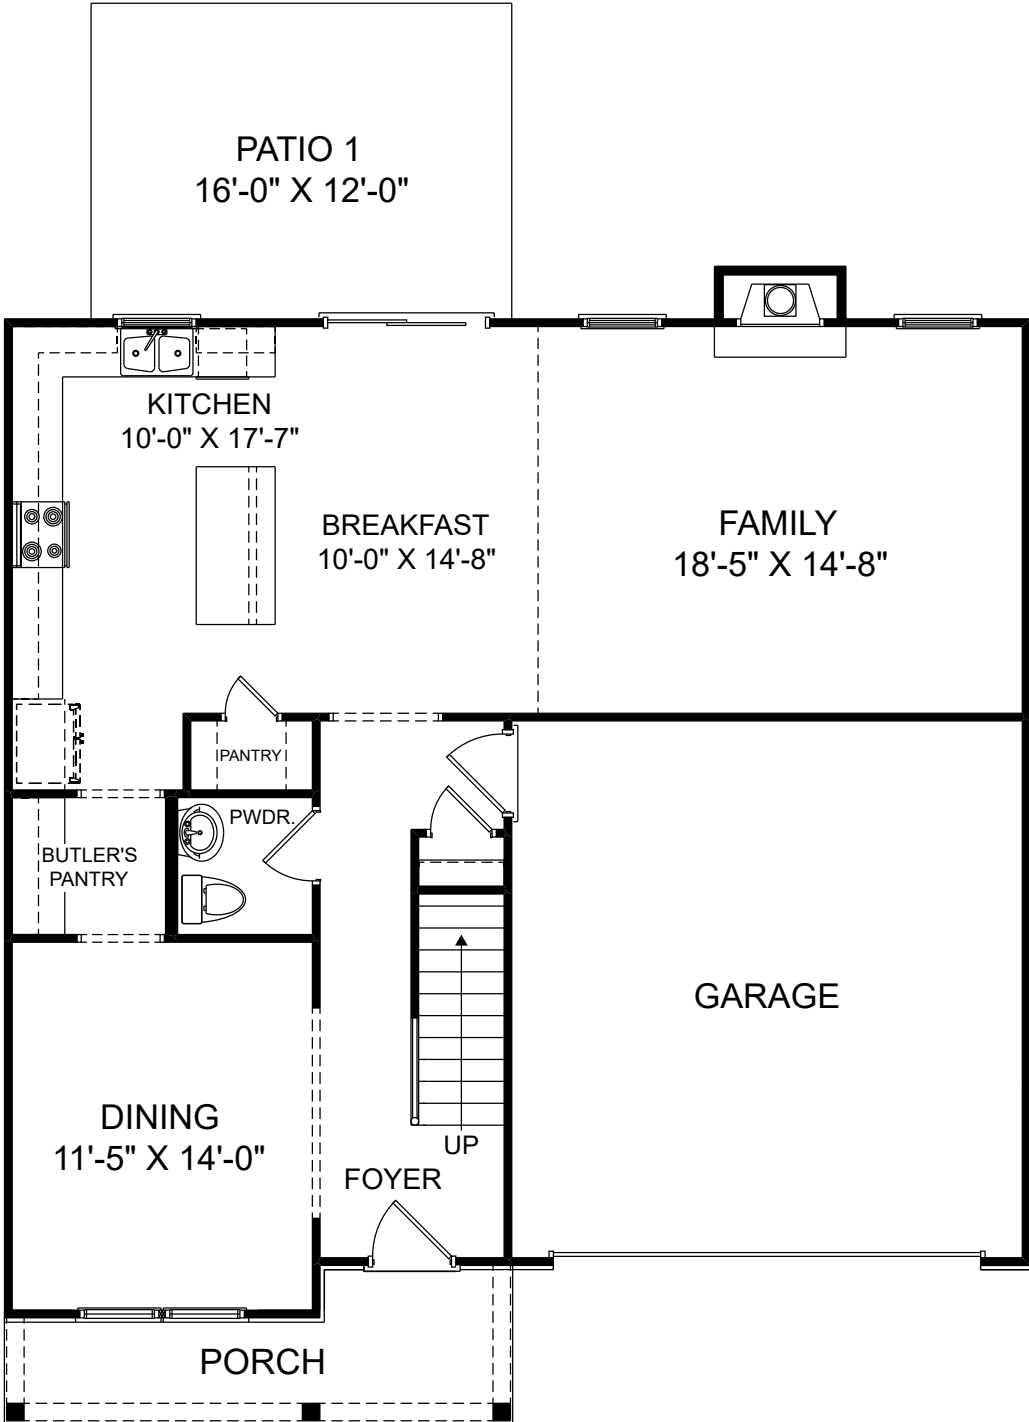 PATIO 1
16'-0" X 12'-0"
KITCHEN
10'-0" X 17'-7"
BREAKFAST
10'-0" X 14'-8"
FAMILY
18'-5" X 14'-8"
PANTRY
PWDR.
BUTLER'S
PANTRY
GARAGE
DINING
11'-5" X 14'-0"
UP
FOYER
PORCH